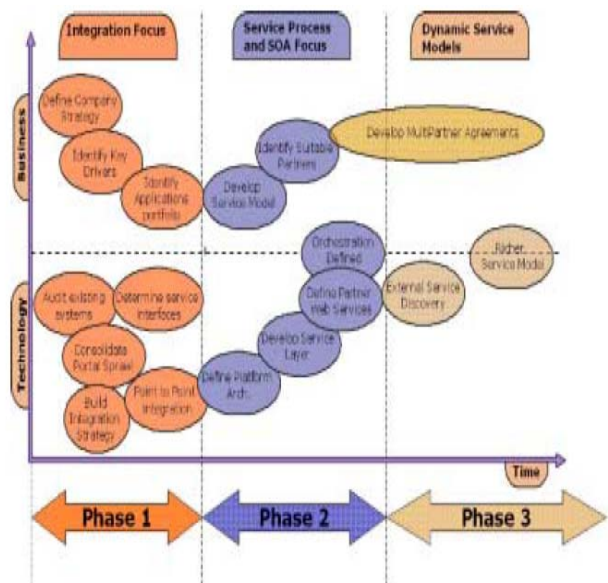 Integration Focus
Service Process
and SOA Focus
Dynamic Service
Models
Business
Define Company
Strategy
Identify Key
Drivers
Identify
Applications
portfolio
Develop
Service Model
Identify Suitable
Partners
Develop MultiPartner Agreements
Orchestration
Defined
Richer
Service Model
Technology
Audit existing
systems
Determine service
interfaces
Define Partner
Web Services
External Service
Discovery
Consolidate
Portal Sprawl
Develop Service
Layer
Build
Integration
Strategy
Point to Point
Integration
Define Platform
Arch.
Time
Phase 1
Phase 2
Phase 3